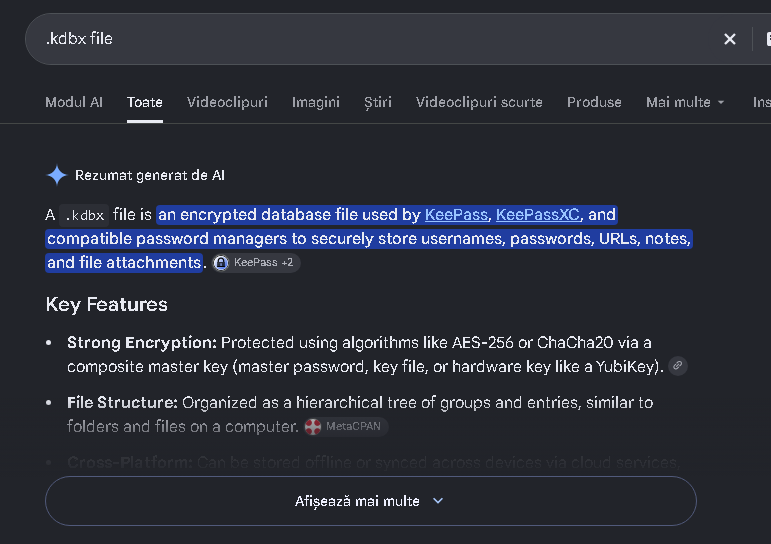 .kdbx file
Modul AI Toate Videoclipuri Imagini Știri Videoclipuri scurte Produse Mai multe
Rezumat generat de AI
A .kdbx file is an encrypted database file used by KeePass, KeePassXC, and
compatible password managers to securely store usernames, passwords, URLs, notes,
and file attachments. KeePass +2
Key Features
• Strong Encryption: Protected using algorithms like AES-256 or ChaCha20 via a
composite master key (master password, key file, or hardware key like a YubiKey).
• File Structure: Organized as a hierarchical tree of groups and entries, similar to
folders and files on a computer. MetaCPAN
• Cross-Platform: Can be stored offline or synced across devices via cloud services,
Afișează mai multe